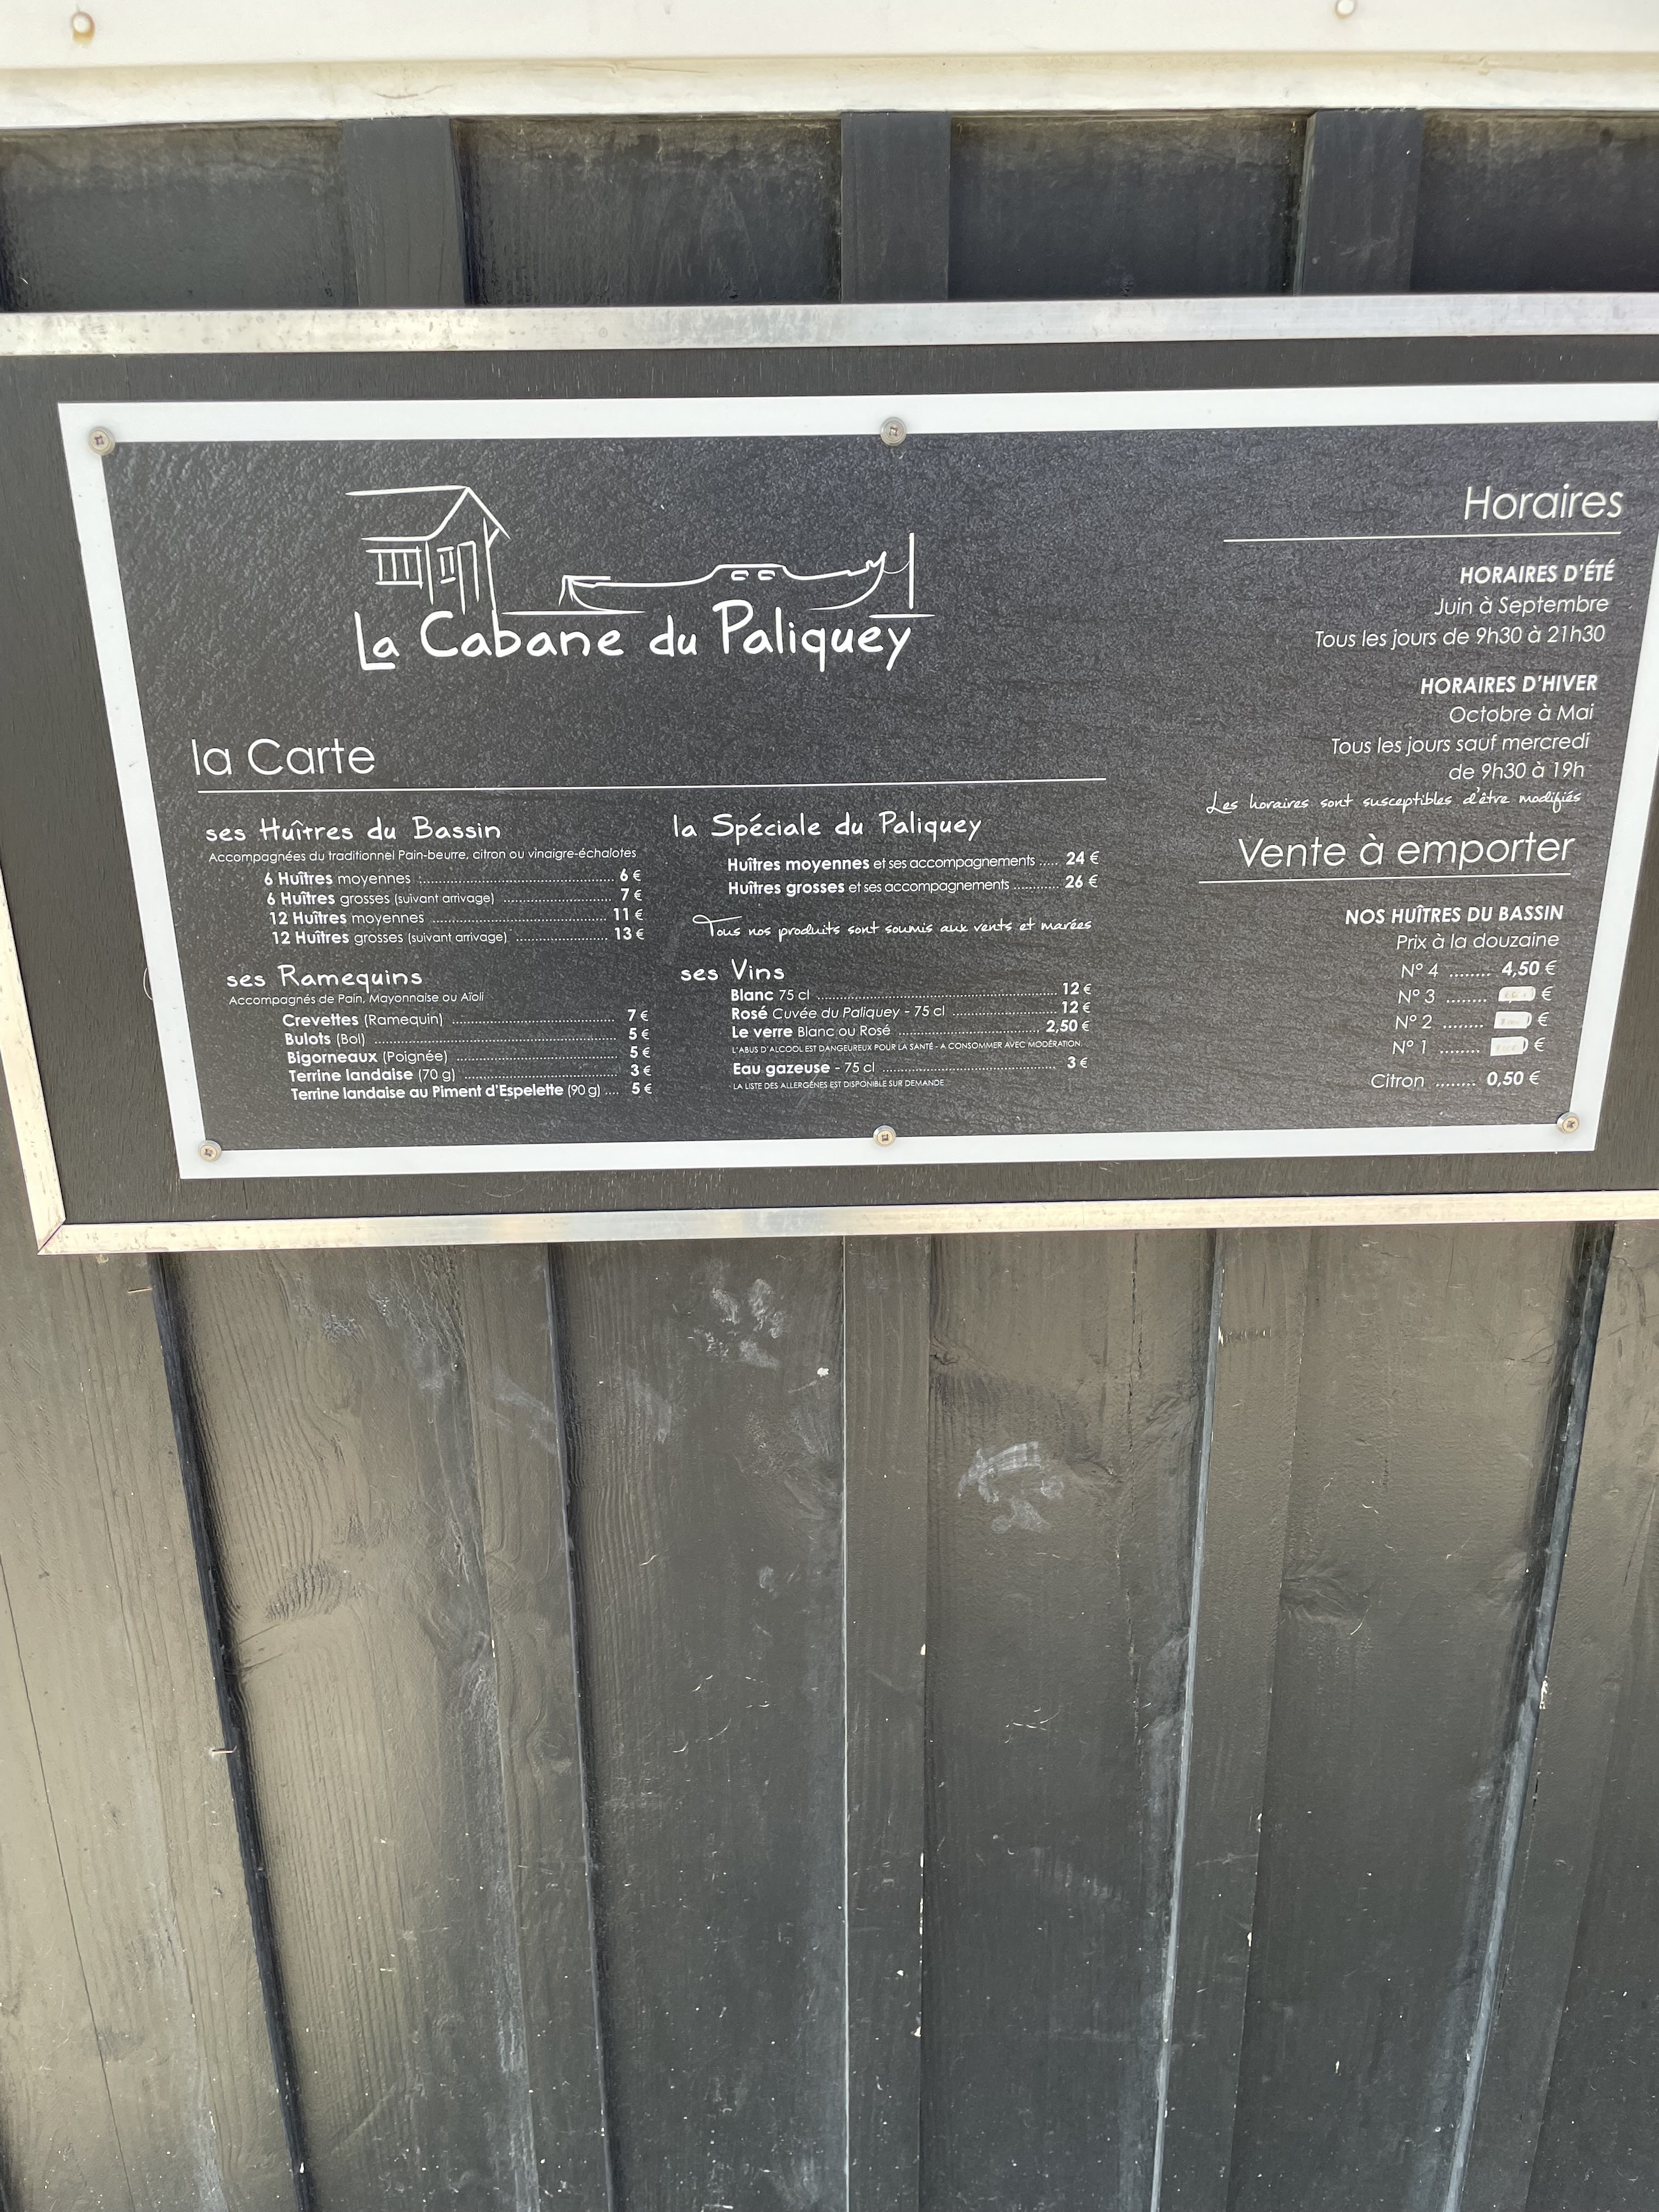 La Cabane du Paliquey
la Carte
ses Huîtres du Bassin
Accompagnées du traditionnel Pain-beurre, citron ou vinaigre-échalotes
6 Huîtres moyennes ........ 6 €
6 Huîtres grosses (suivant arrivage) ........ 7 €
12 Huîtres moyennes ........ 11 €
12 Huîtres grosses (suivant arrivage) ........ 13 €
ses Ramequins
Accompagnés de Pain, Mayonnaise ou Aïoli
Crevettes (Ramequin) ........ 7 €
Bulots (Bol) ........ 5 €
Bigorneaux (Poignée) ........ 5 €
Terrine landaise (70 g) ........ 3 €
Terrine landaise au Piment d'Espelette (90 g) .... 5 €
la Spéciale du Paliquey
Huîtres moyennes et ses accompagnements ..... 24 €
Huîtres grosses et ses accompagnements ........ 26 €
Tous nos produits sont soumis aux vents et marées
ses Vins
Blanc 75 cl ........ 12 €
Rosé Cuvée du Paliquey - 75 cl ........ 12 €
Le verre Blanc ou Rosé ........ 2,50 €
L'ABUS D'ALCOOL EST DANGEUREUX POUR LA SANTÉ - A CONSOMMER AVEC MODÉRATION.
Eau gazeuse - 75 cl ........ 3 €
LA LISTE DES ALLERGÈNES EST DISPONIBLE SUR DEMANDE
Horaires
HORAIRES D'ÉTÉ
Juin à Septembre
Tous les jours de 9h30 à 21h30
HORAIRES D'HIVER
Octobre à Mai
Tous les jours sauf mercredi
de 9h30 à 19h
Les horaires sont susceptibles d'être modifiés
Vente à emporter
NOS HUÎTRES DU BASSIN
Prix à la douzaine
N° 4 ........ 4,50 €
N° 3 ........ €
N° 2 ........ €
N° 1 ........ €
Citron ........ 0,50 €